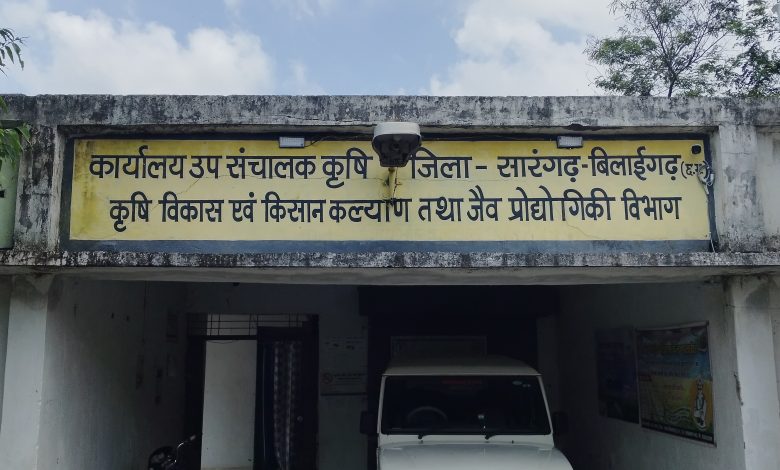 कार्यालय उप संचालक कृषि जिला - सारंगढ़-बिलाईगढ़ (छ.ग.)
कृषि विकास एवं किसान कल्याण तथा जैव प्रोद्योगिकी विभाग